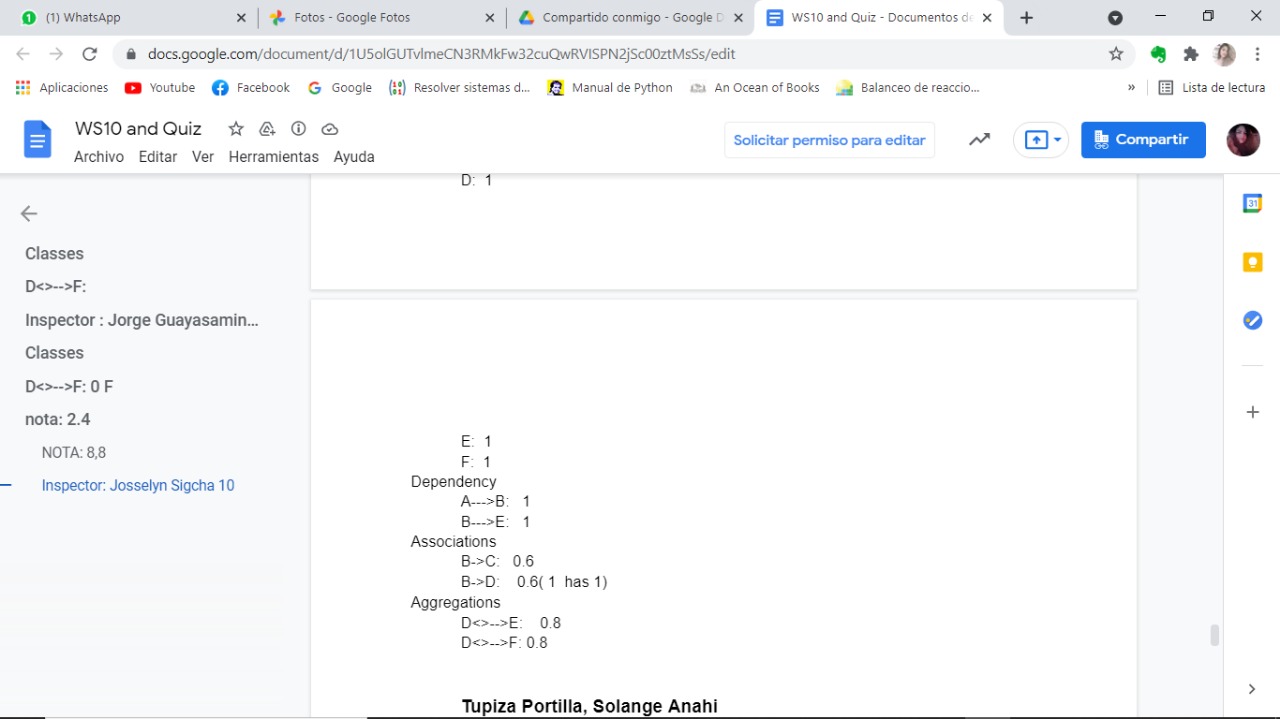 (1) WhatsApp
Fotos - Google Fotos
Compartido conmigo - Google D
WS10 and Quiz - Documentos de
docs.google.com/document/d/1U5olGUTvlmeCN3RMkFw32cuQwRVISPN2jSc00ztMsSs/edit
Aplicaciones
Youtube
Facebook
Google
Resolver sistemas d...
Manual de Python
An Ocean of Books
Balanceo de reaccio...
»
Lista de lectura
WS10 and Quiz
Archivo Editar Ver Herramientas Ayuda
Solicitar permiso para editar
Compartir
31
Classes
D<>-->F:
Inspector : Jorge Guayasamin...
Classes
D<>-->F: 0 F
nota: 2.4
NOTA: 8,8
Inspector: Josselyn Sigcha 10
D: 1
E: 1
F: 1
Dependency
A--->B: 1
B--->E: 1
Associations
B->C: 0.6
B->D: 0.6( 1 has 1)
Aggregations
D<>-->E: 0.8
D<>-->F: 0.8
Tupiza Portilla, Solange Anahi